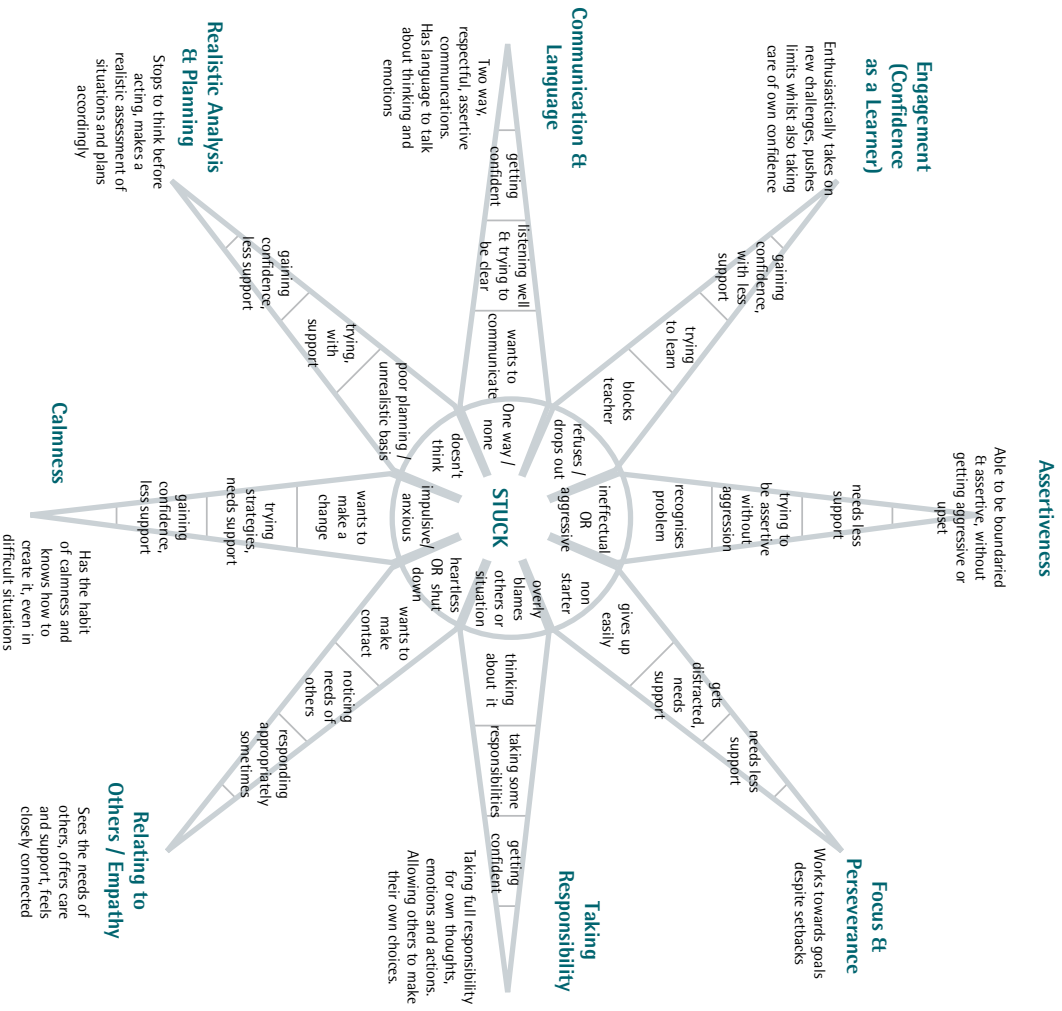 Assertiveness
Able to be boundaried
& assertive, without
getting aggressive or
upset
needs less
support
trying to
be assertive
without
aggression
recognises
problem
ineffectual
OR
aggressive
Engagement
(Confidence
as a Learner)
Enthusiastically takes on
new challenges, pushes
limits whilst also taking
care of own confidence
gaining
confidence,
with less
support
trying
to learn
blocks
teacher
refuses /
drops out
Focus &
Perseverance
Works towards goals
despite setbacks
needs less
support
gets
distracted,
needs
support
gives up
easily
non
starter
Communication &
Language
Two way,
respectful, assertive
communcations.
Has language to talk
about thinking and
emotions
getting
confident
listening well
& trying to
be clear
wants to
communicate
One way /
none
STUCK
overly
blames
others or
situation
thinking
about it
taking some
responsibilities
getting
confident
Taking
Responsibility
Taking full responsibility
for own thoughts,
emotions and actions.
Allowing others to make
their own choices.
Realistic Analysis
& Planning
Stops to think before
acting, makes a
realistic assessment of
situations and plans
accordingly
gaining
confidence,
less support
trying,
with
support
poor planning /
unrealistic basis
doesn't
think
impulsive/
anxious
wants to
make a
change
trying
strategies,
needs support
gaining
confidence,
less support
Calmness
Has the habit
of calmness and
knows how to
create it, even in
difficult situations
heartless
OR shut
down
wants to
make
contact
noticing
needs of
others
responding
appropriately
sometimes
Relating to
Others / Empathy
Sees the needs of
others, offers care
and support, feels
closely connected